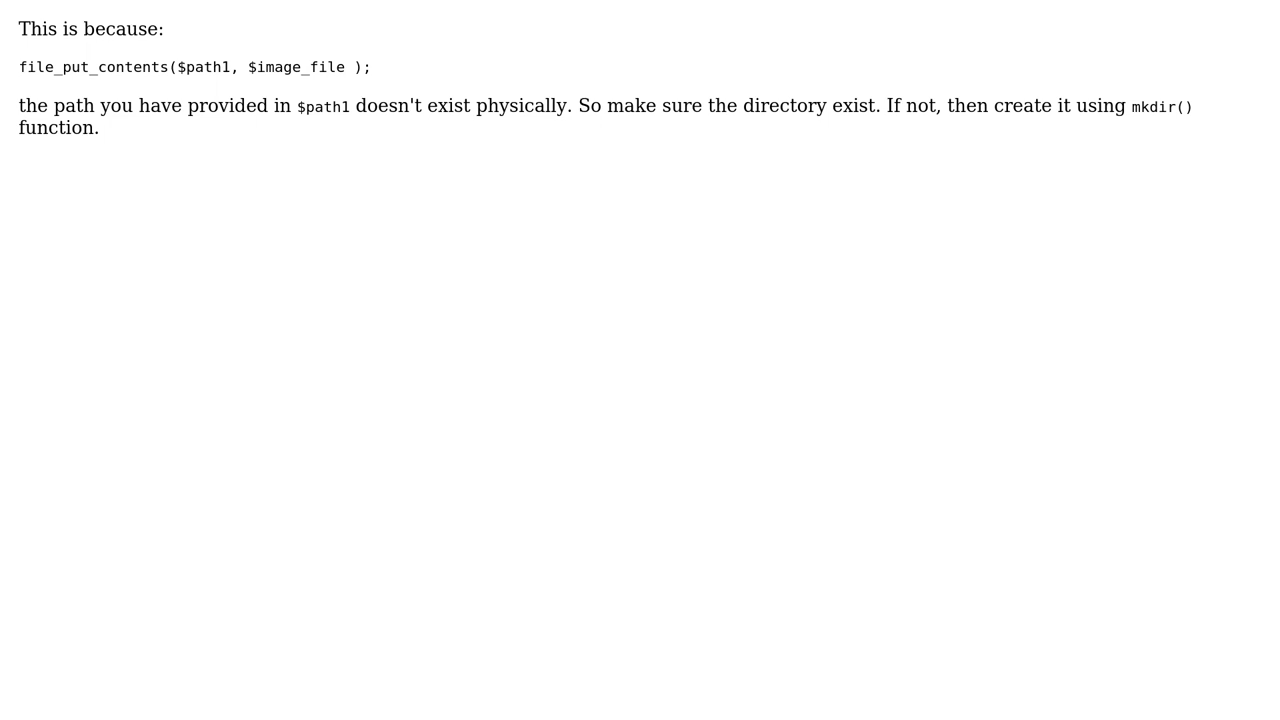 This is because:
file_put_contents($path1, $image_file );
the path you have provided in $path1 doesn't exist physically. So make sure the directory exist. If not, then create it using mkdir()
function.